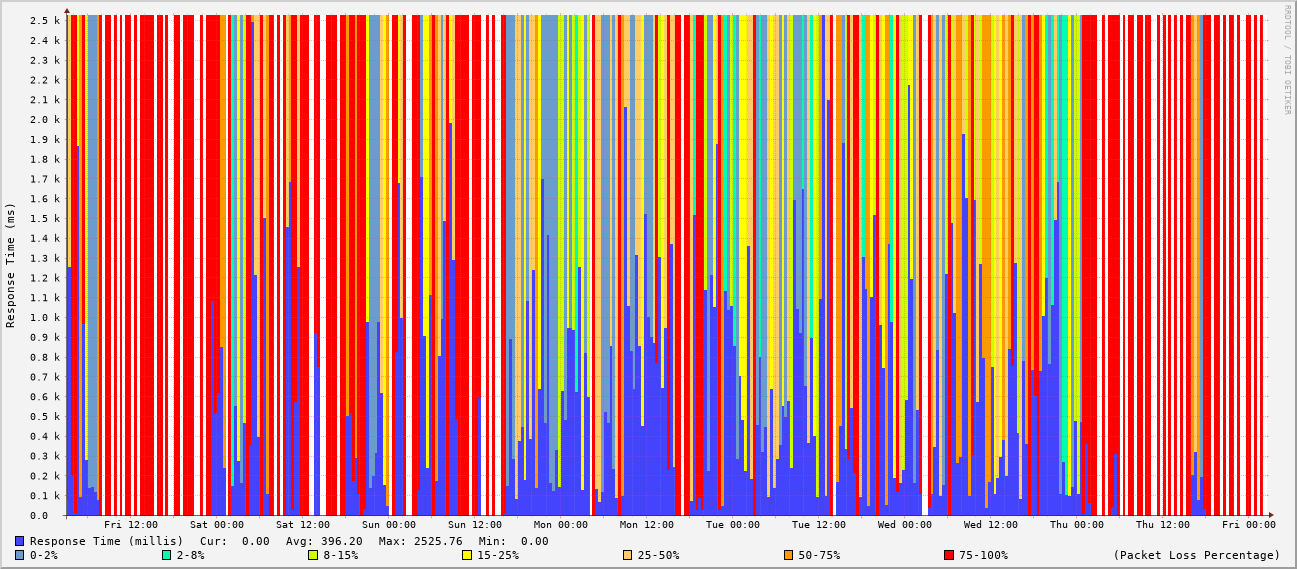 RRDTOOL / TOBI OETIKER
Response Time (ms)
2.5 k
2.4 k
2.3 k
2.2 k
2.1 k
2.0 k
1.9 k
1.8 k
1.7 k
1.6 k
1.5 k
1.4 k
1.3 k
1.2 k
1.1 k
1.0 k
0.9 k
0.8 k
0.7 k
0.6 k
0.5 k
0.4 k
0.3 k
0.2 k
0.1 k
0.0
Fri 12:00 Sat 00:00 Sat 12:00 Sun 00:00 Sun 12:00 Mon 00:00 Mon 12:00 Tue 00:00 Tue 12:00 Wed 00:00 Wed 12:00 Thu 00:00 Thu 12:00 Fri 00:00
Response Time (millis) Cur: 0.00 Avg: 396.20 Max: 2525.76 Min: 0.00
0-2% 2-8% 8-15% 15-25% 25-50% 50-75% 75-100% (Packet Loss Percentage)